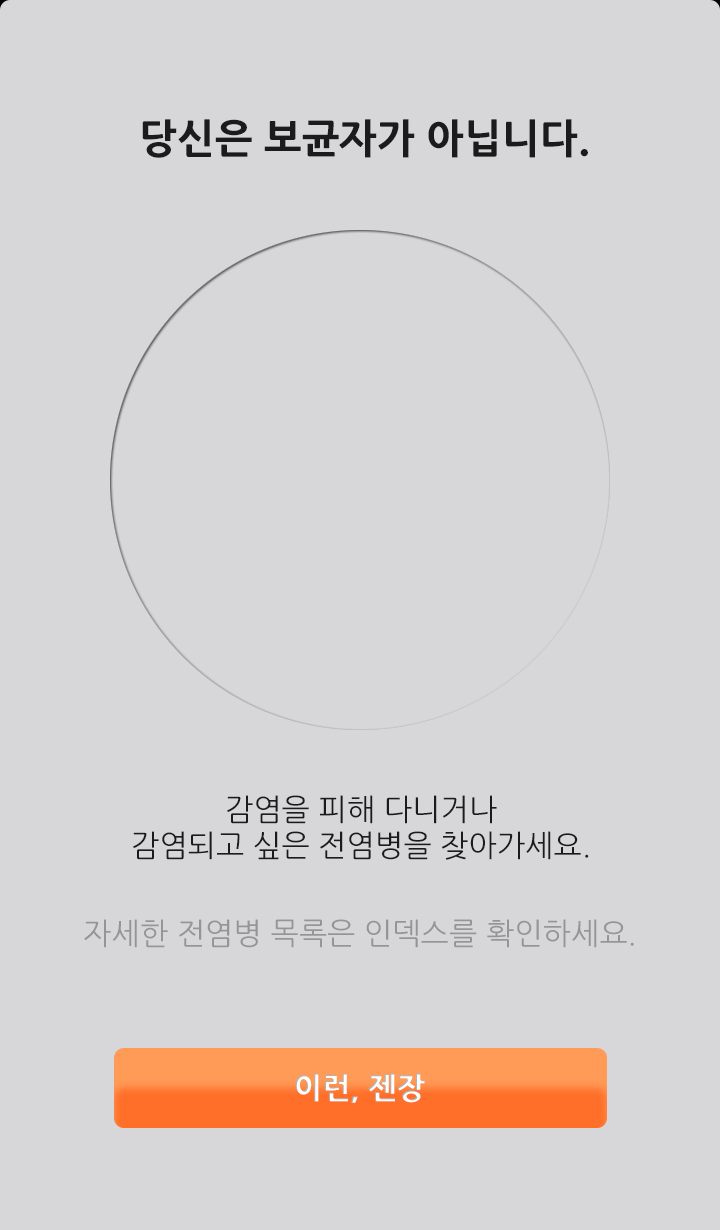 당신은 보균자가 아닙니다.
감염을 피해 다니거나
감염되고 싶은 전염병을 찾아가세요.
자세한 전염병 목록은 인덱스를 확인하세요.
이런, 젠장